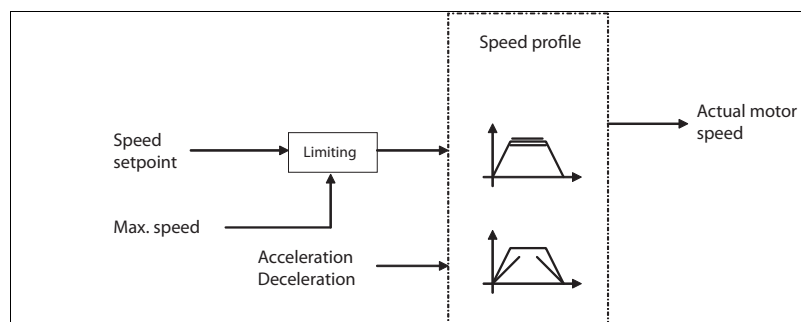 Speed profile
Actual motor
speed
Speed
setpoint
Limiting
Max. speed
Acceleration
Deceleration